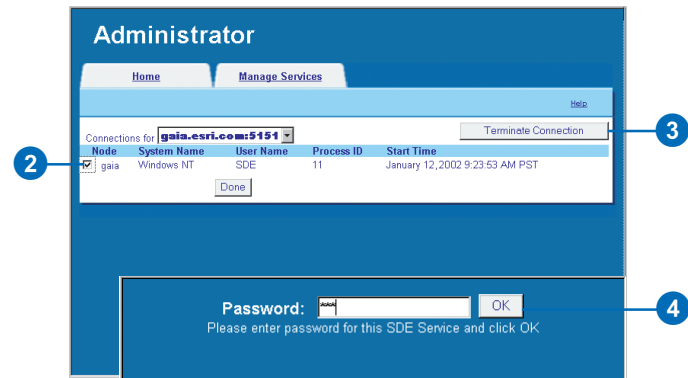 Administrator
Home Manage Services
Help
Connections for gaia.esri.com:5151 Terminate Connection 3
Node System Name User Name Process ID Start Time
2 gaia Windows NT SDE 11 January 12, 2002 9:23:53 AM PST
Done
Password: *** OK 4
Please enter password for this SDE Service and click OK